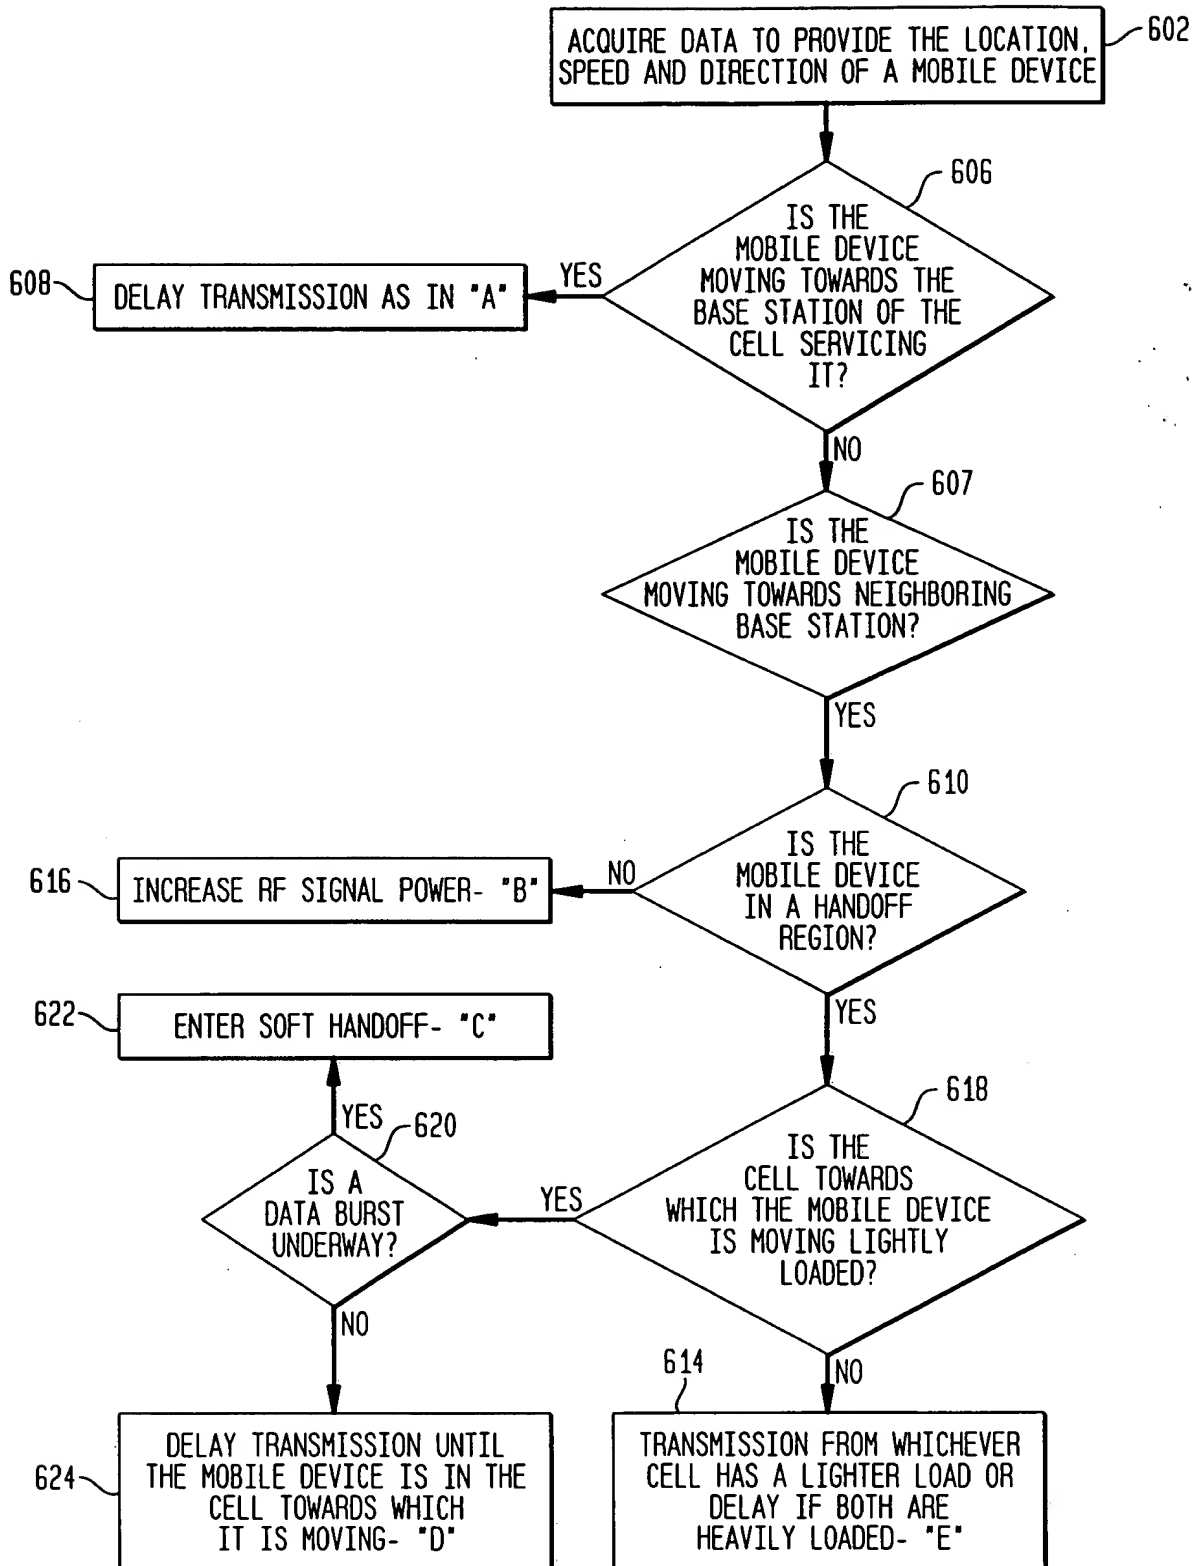 ACQUIRE DATA TO PROVIDE THE LOCATION,
SPEED AND DIRECTION OF A MOBILE DEVICE
602
606
IS THE
MOBILE DEVICE
MOVING TOWARDS THE
BASE STATION OF THE
CELL SERVICING
IT?
YES
608
DELAY TRANSMISSION AS IN "A"
NO
607
IS THE
MOBILE DEVICE
MOVING TOWARDS NEIGHBORING
BASE STATION?
YES
610
IS THE
MOBILE DEVICE
IN A HANDOFF
REGION?
NO
616
INCREASE RF SIGNAL POWER- "B"
YES
622
ENTER SOFT HANDOFF- "C"
618
IS THE
CELL TOWARDS
WHICH THE MOBILE DEVICE
IS MOVING LIGHTLY
LOADED?
YES
YES
620
IS A
DATA BURST
UNDERWAY?
NO
NO
614
624
DELAY TRANSMISSION UNTIL
THE MOBILE DEVICE IS IN THE
CELL TOWARDS WHICH
IT IS MOVING- "D"
TRANSMISSION FROM WHICHEVER
CELL HAS A LIGHTER LOAD OR
DELAY IF BOTH ARE
HEAVILY LOADED- "E"